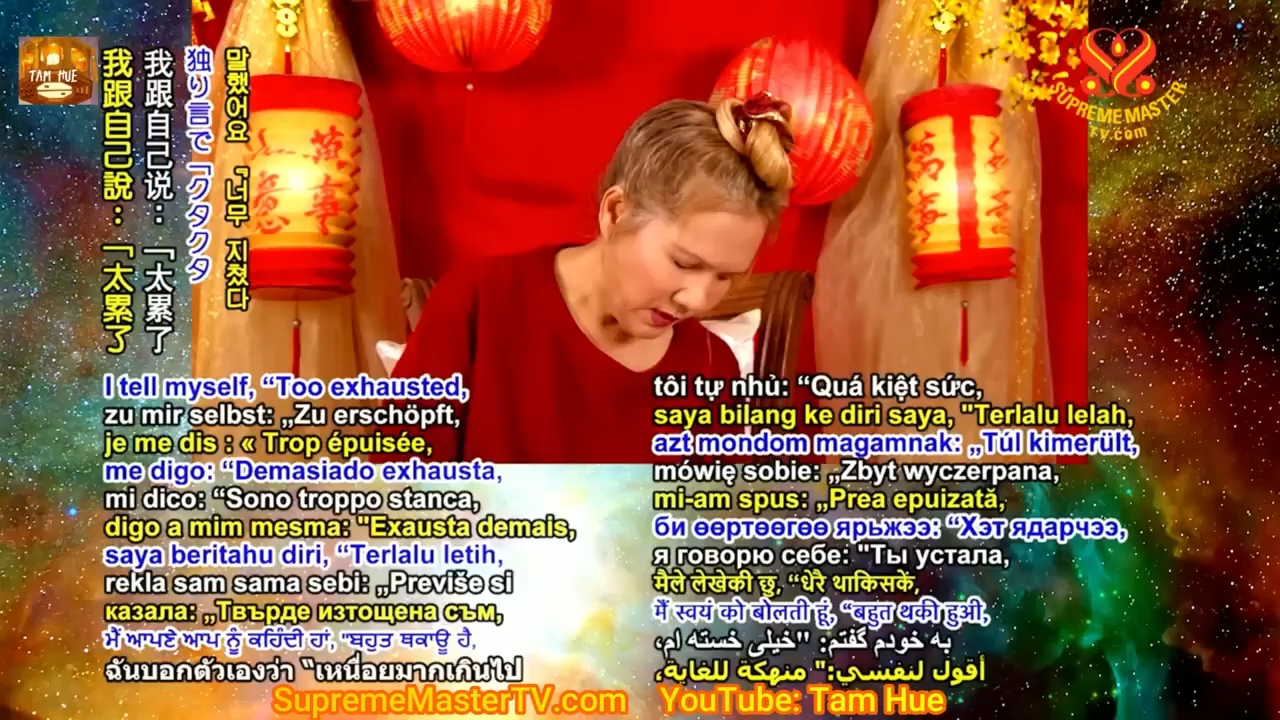 TAM HUE
SUPREME MASTER
TV.com
말했어요 『너무 지쳤다
独り言で「クタクタ
我跟自己说：「太累了
我跟自己說：「太累了
萬事
萬事
I tell myself, “Too exhausted,
zu mir selbst: „Zu erschöpft,
je me dis : « Trop épuisée,
me digo: “Demasiado exhausta,
mi dico: “Sono troppo stanca,
digo a mim mesma: "Exausta demais,
saya beritahu diri, “Terlalu letih,
rekla sam sama sebi: „Previše si
казала: „Твърде изтощена съм,
ਮੈਂ ਆਪਣੇ ਆਪ ਨੂੰ ਕਹਿੰਦੀ ਹਾਂ, "ਬਹੁਤ ਥਕਾਊ ਹੈ,
ฉันบอกตัวเองว่า “เหนื่อยมากเกินไป
tôi tự nhủ: “Quá kiệt sức,
saya bilang ke diri saya, "Terlalu lelah,
azt mondom magamnak: „Túl kimerült,
mówię sobie: „Zbyt wyczerpana,
mi-am spus: „Prea epuizată,
би өөртөөгөө ярьжээ: “Хэт ядарчээ,
я говорю себе: "Ты устала,
मैले लेखेकी छु, “धेरै थाकिसकें,
मैं स्वयं को बोलती हूं, “बहुत थकी हुओ,
به خودم گفتم: "خیلی خسته ام،
أقول لنفسي:" منهكة للغاية،
SupremeMasterTV.com YouTube: Tam Hue